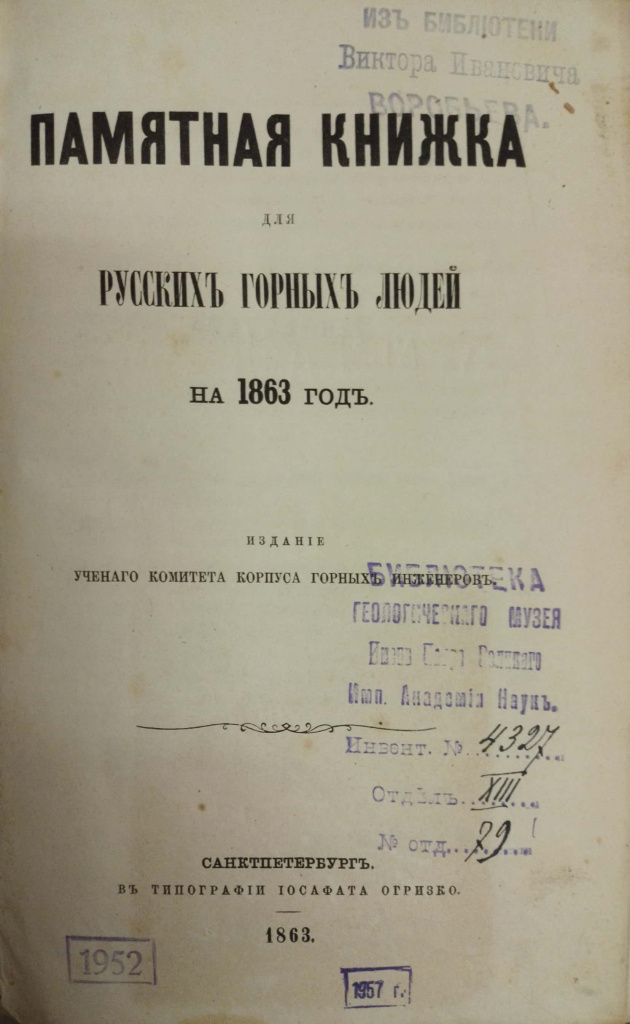 ИЗЪ БИБЛІОТЕКИ
Виктора Ивановича
ВОРОБЬЕВА.
ПАМЯТНАЯ КНИЖКА
ДЛЯ
РУССКИХЪ ГОРНЫХЪ ЛЮДЕЙ
НА 1863 ГОДЪ.
ИЗДАНІЕ
УЧЕНАГО КОМИТЕТА КОРПУСА ГОРНЫХЪ ИНЖЕНЕРОВЪ.
БИБЛІОТЕКА
ГЕОЛОГИЧЕСКАГО МУЗЕЯ
Имп. Академіи Наукъ.
Инвент. № 4327
Отдѣлъ XIII
№ отд. 79
САНКТПЕТЕРБУРГЪ.
ВЪ ТИПОГРАФІИ ІОСАФАТА ОГРИЗКО.
1863.
1952
1957 г.